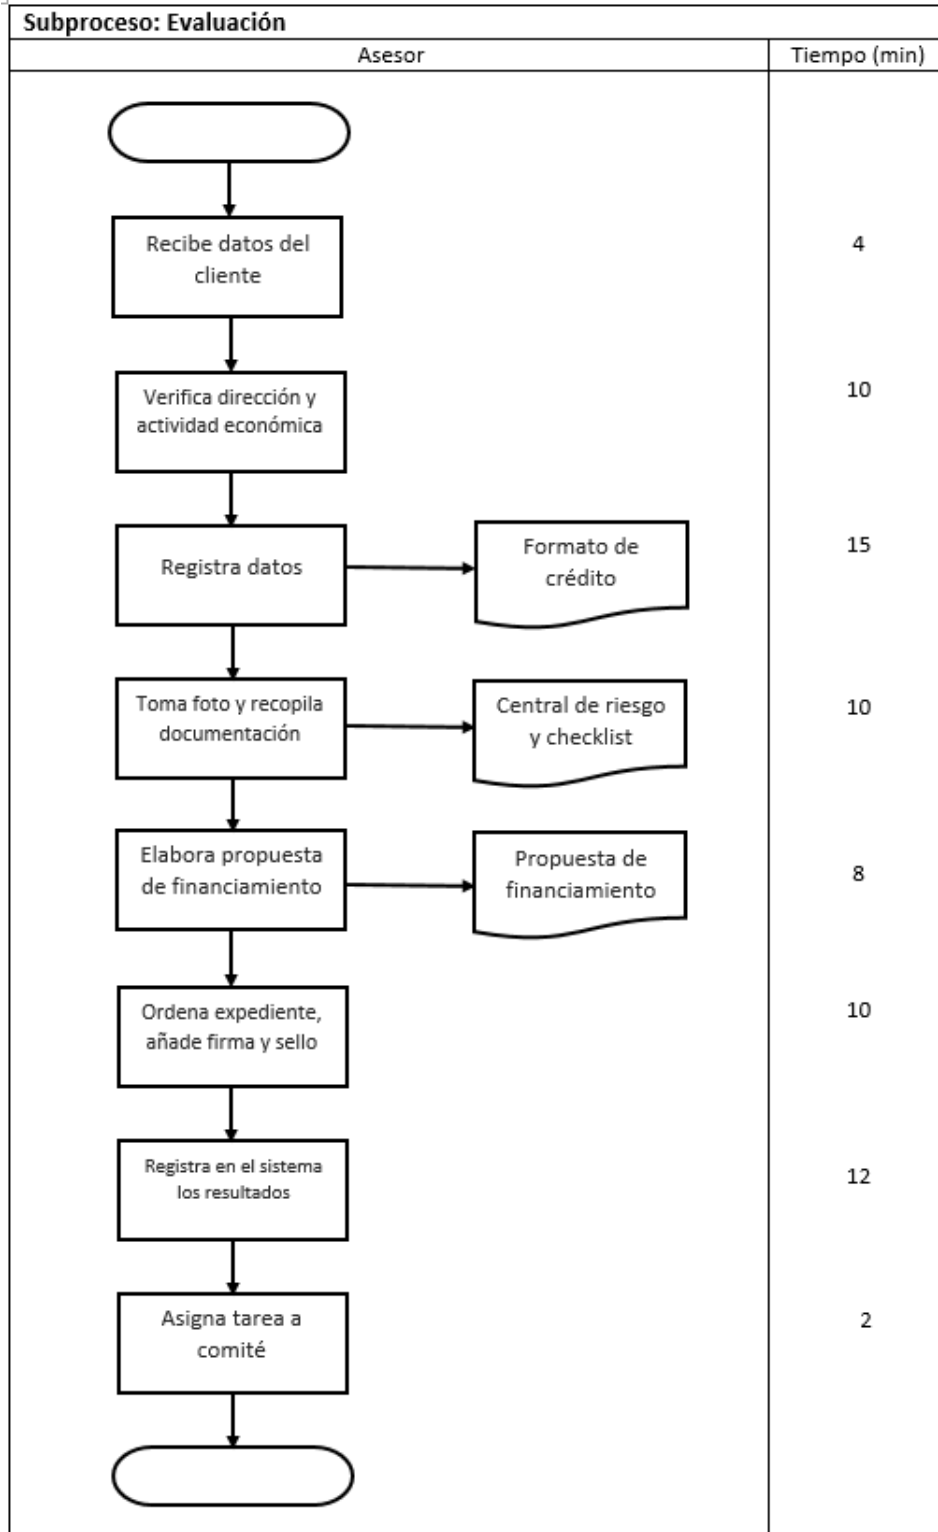 Subproceso: Evaluación
Asesor
Tiempo (min)
Recibe datos del
cliente
4
Verifica dirección y
actividad económica
10
Registra datos
Formato de
crédito
15
Toma foto y recopila
documentación
Central de riesgo
y checklist
10
Elabora propuesta
de financiamiento
Propuesta de
financiamiento
8
Ordena expediente,
añade firma y sello
10
Registra en el sistema
los resultados
12
Asigna tarea a
comité
2